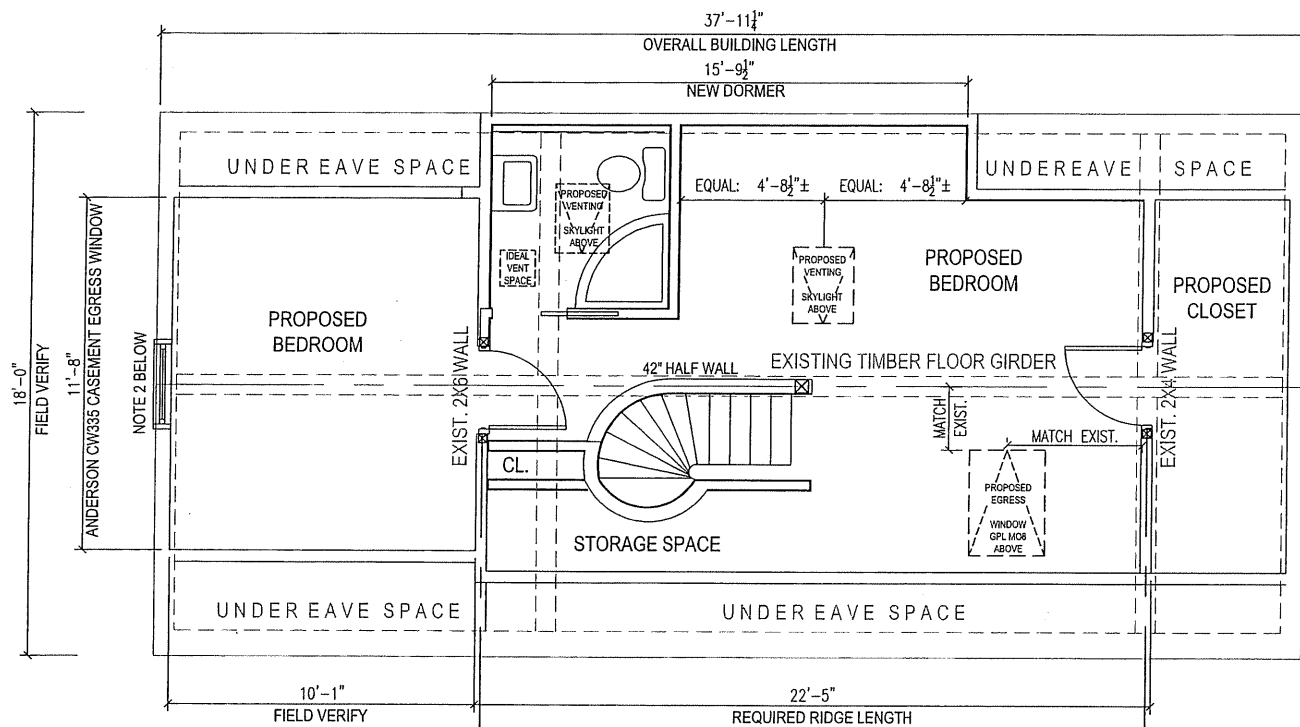 37'-11¼"
OVERALL BUILDING LENGTH
15'-9½"
NEW DORMER
UNDER EAVE SPACE
UNDEREAVE SPACE
EQUAL: 4'-8½"± EQUAL: 4'-8½"±
PROPOSED
VENTING
SKYLIGHT
ABOVE
IDEAL
VENT
SPACE
PROPOSED
VENTING
SKYLIGHT
ABOVE
PROPOSED
BEDROOM
PROPOSED
CLOSET
PROPOSED
BEDROOM
18'-0"
FIELD VERIFY
11'-8"
ANDERSON CW335 CASEMENT EGRESS WINDOW
NOTE 2 BELOW
EXIST. 2X6 WALL
42" HALF WALL
EXISTING TIMBER FLOOR GIRDER
EXIST. 2X4 WALL
MATCH
EXIST.
MATCH EXIST.
CL.
PROPOSED
EGRESS
WINDOW
GPL MO8
ABOVE
STORAGE SPACE
UNDER EAVE SPACE
UNDER EAVE SPACE
10'-1"
FIELD VERIFY
22'-5"
REQUIRED RIDGE LENGTH